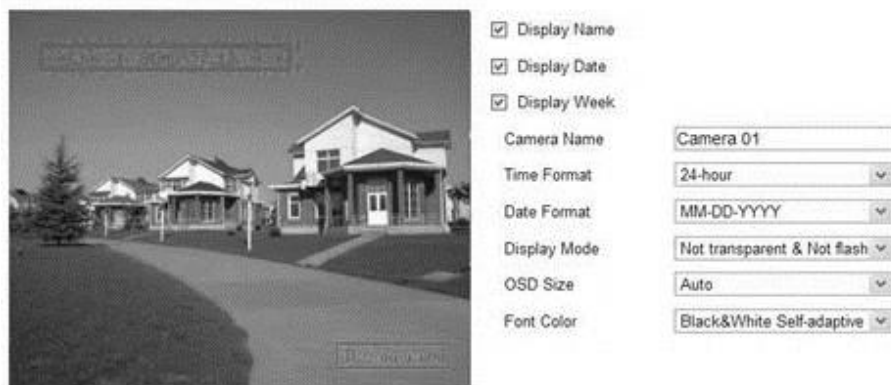 Display Name
Display Date
Display Week
Camera Name Camera 01
Time Format 24-hour
Date Format MM-DD-YYYY
Display Mode Not transparent & Not flash
OSD Size Auto
Font Color Black&White Self-adaptive